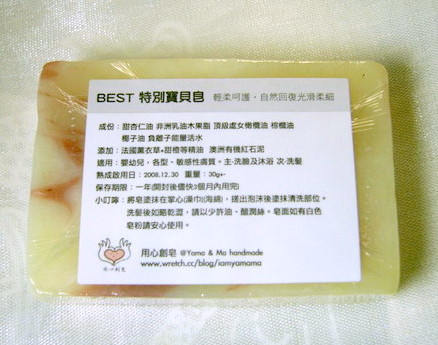 BEST 特別寶貝皂 輕柔呵護，自然回復光滑柔細
成份：甜杏仁油 非洲乳油木果脂 頂級處女橄欖油 棕櫚油
椰子油 負離子能量活水
添加：法國薰衣草+甜橙等精油 澳洲有機紅石泥
適用：嬰幼兒，各型、敏感性膚質。主-洗臉及沐浴 次-洗髮
熟成啟用日：2008.12.30 重量：30g+-
保存期限：一年(開封後儘快3個月內用完)
小叮嚀：將皂塗抹在掌心(澡巾(海綿)，搓出泡沫後塗抹清洗部位。
洗髮後如略乾澀，請以少許油、醋潤絲。皂面如有白色
皂粉請安心使用。
用心創皂 @Yama & Ma handmade
www.wretch.cc/blog/iamyamama
用心創皂